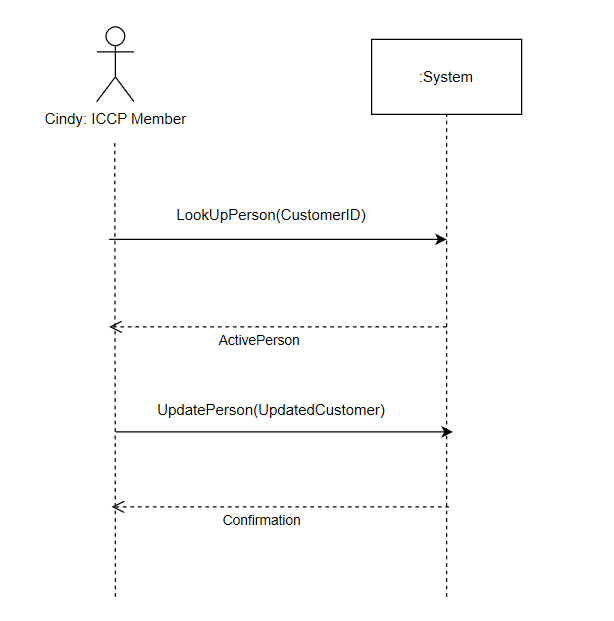 :System
Cindy: ICCP Member
LookUpPerson(CustomerID)
ActivePerson
UpdatePerson(UpdatedCustomer)
Confirmation